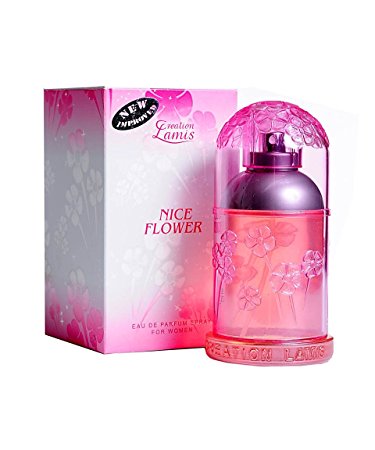 NEW
IMPROVED
Creation
Lamis
NICE
FLOWER
EAU DE PARFUM SPRAY
FOR WOMEN
CREATION LAMIS